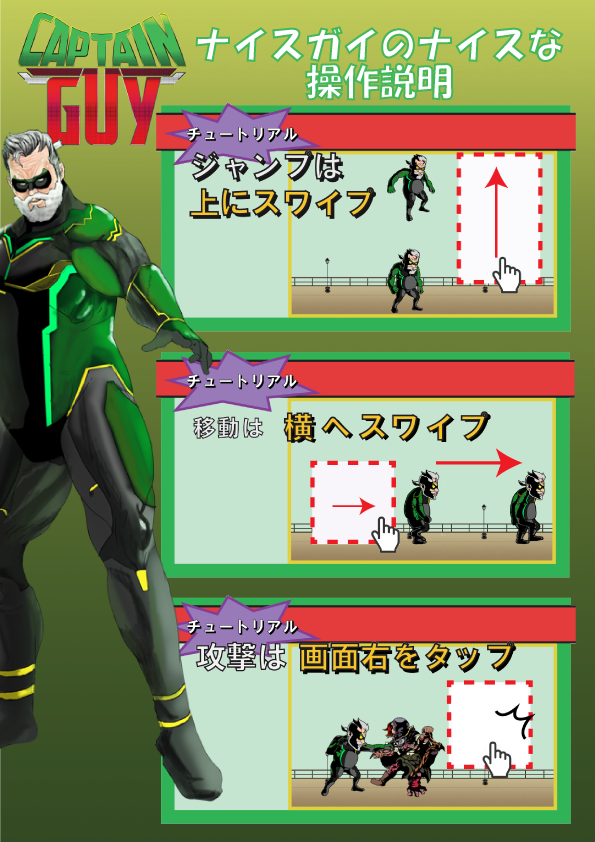 CAPTAIN
GUY
ナイスガイのナイスな
操作説明
チュートリアル
ジャンプは
上にスワイプ
チュートリアル
移動は 横へスワイプ
チュートリアル
攻撃は 画面右をタップ